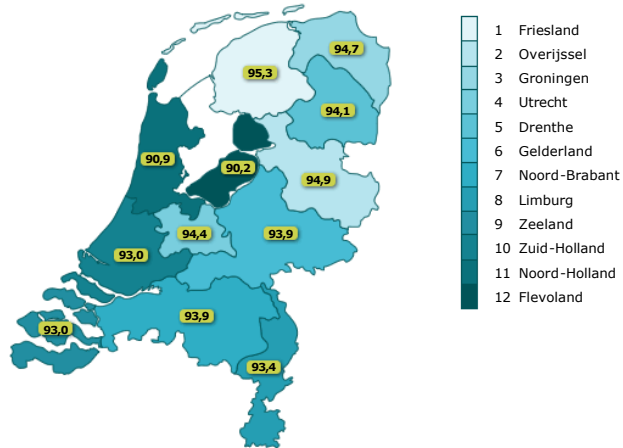 94,7
95,3
94,1
90,9
90,2
94,9
94,4
93,9
93,0
93,9
93,0
93,4
1 Friesland
2 Overijssel
3 Groningen
4 Utrecht
5 Drenthe
6 Gelderland
7 Noord-Brabant
8 Limburg
9 Zeeland
10 Zuid-Holland
11 Noord-Holland
12 Flevoland